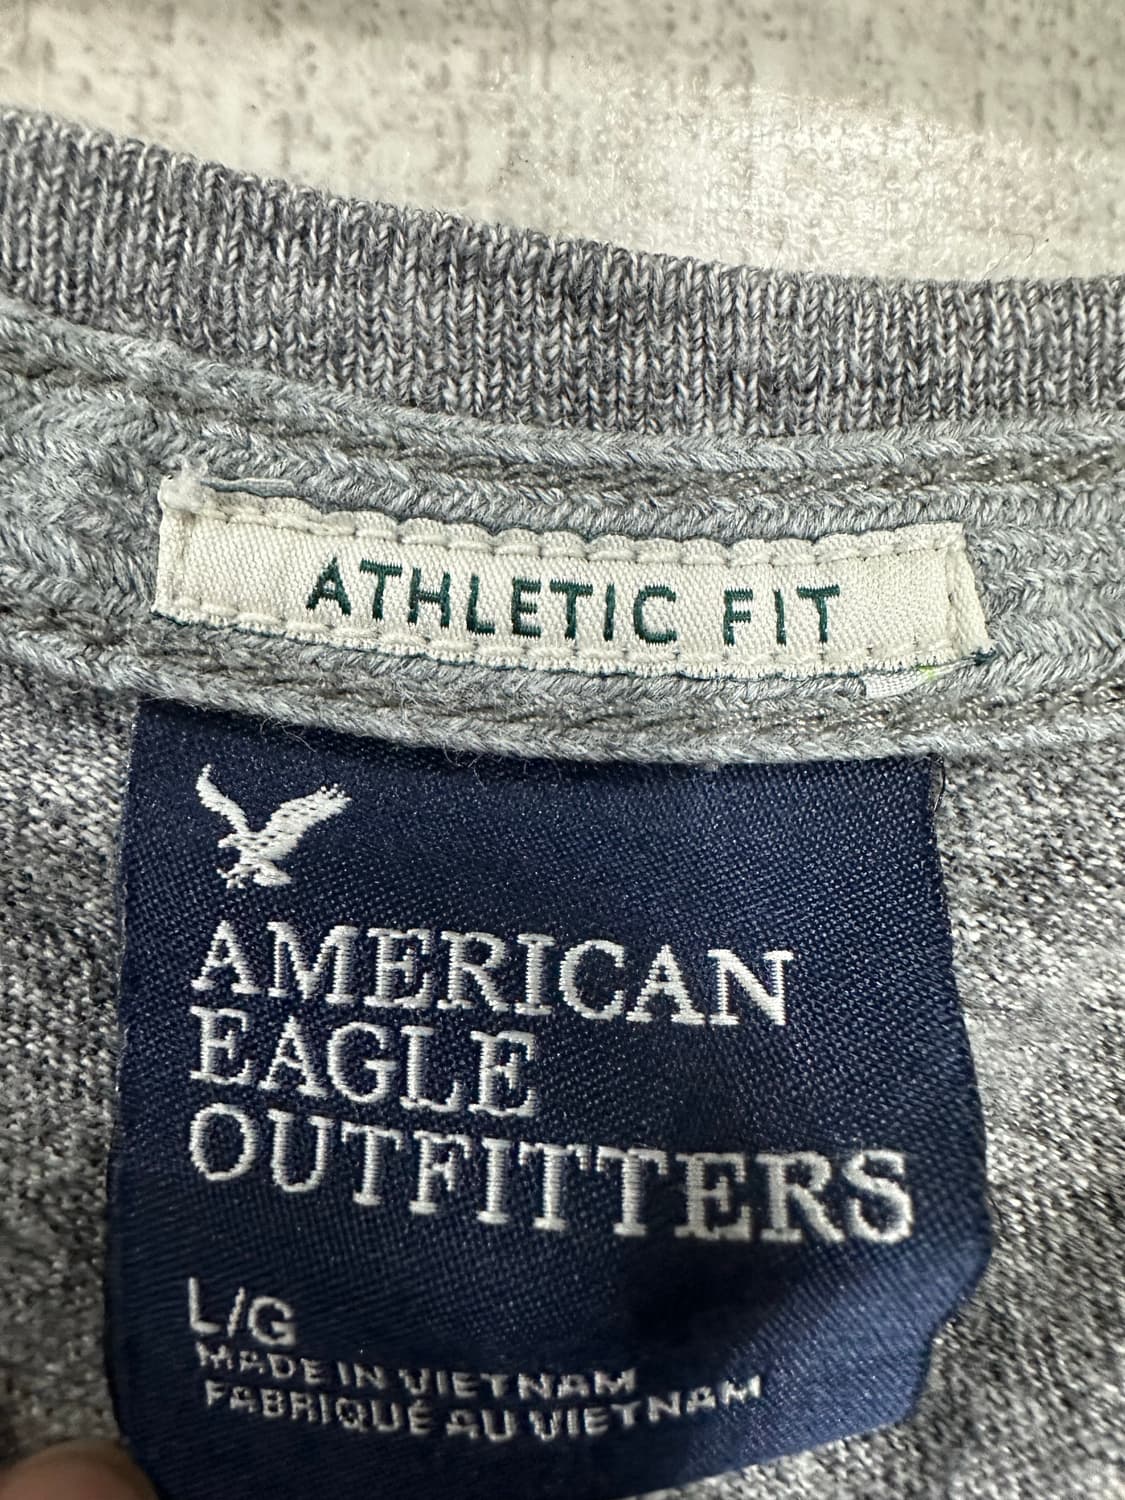 ATHLETIC FIT
AMERICAN
EAGLE
OUTFITTERS
L/G
MADE IN VIETNAM
FABRIQUÉ AU VIETNAM